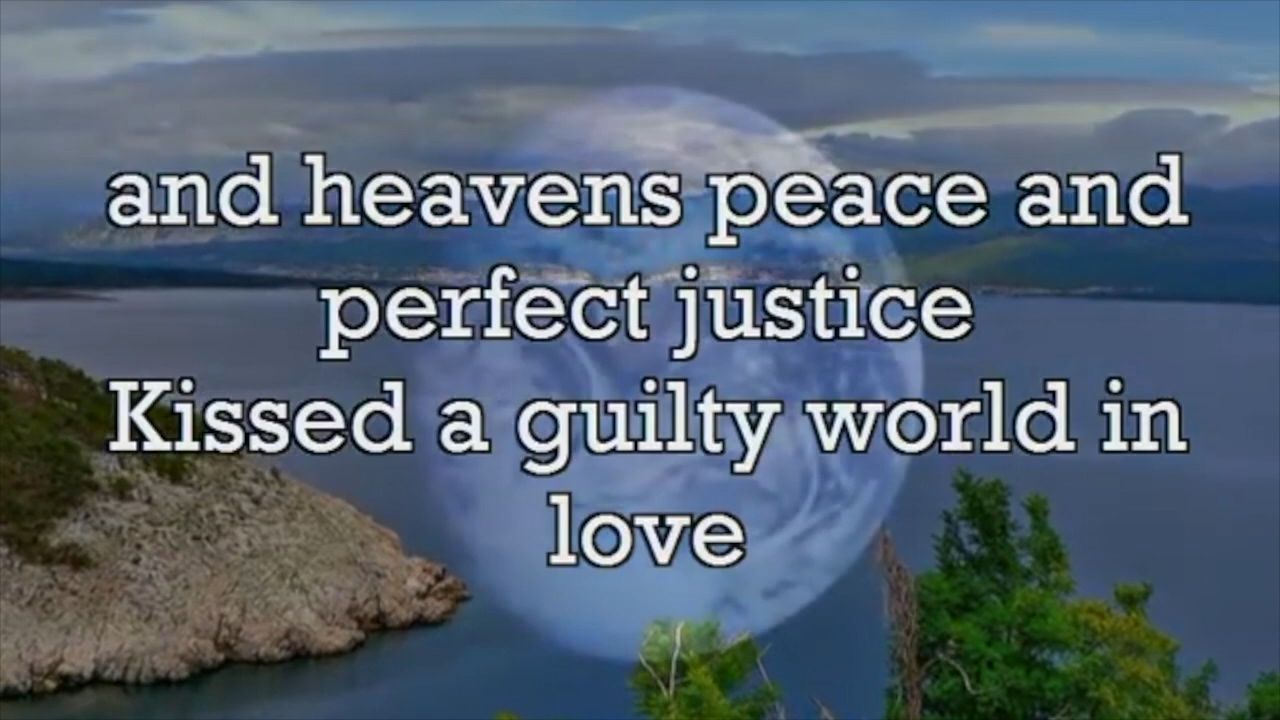 and heavens peace and
perfect justice
Kissed a guilty world in
love